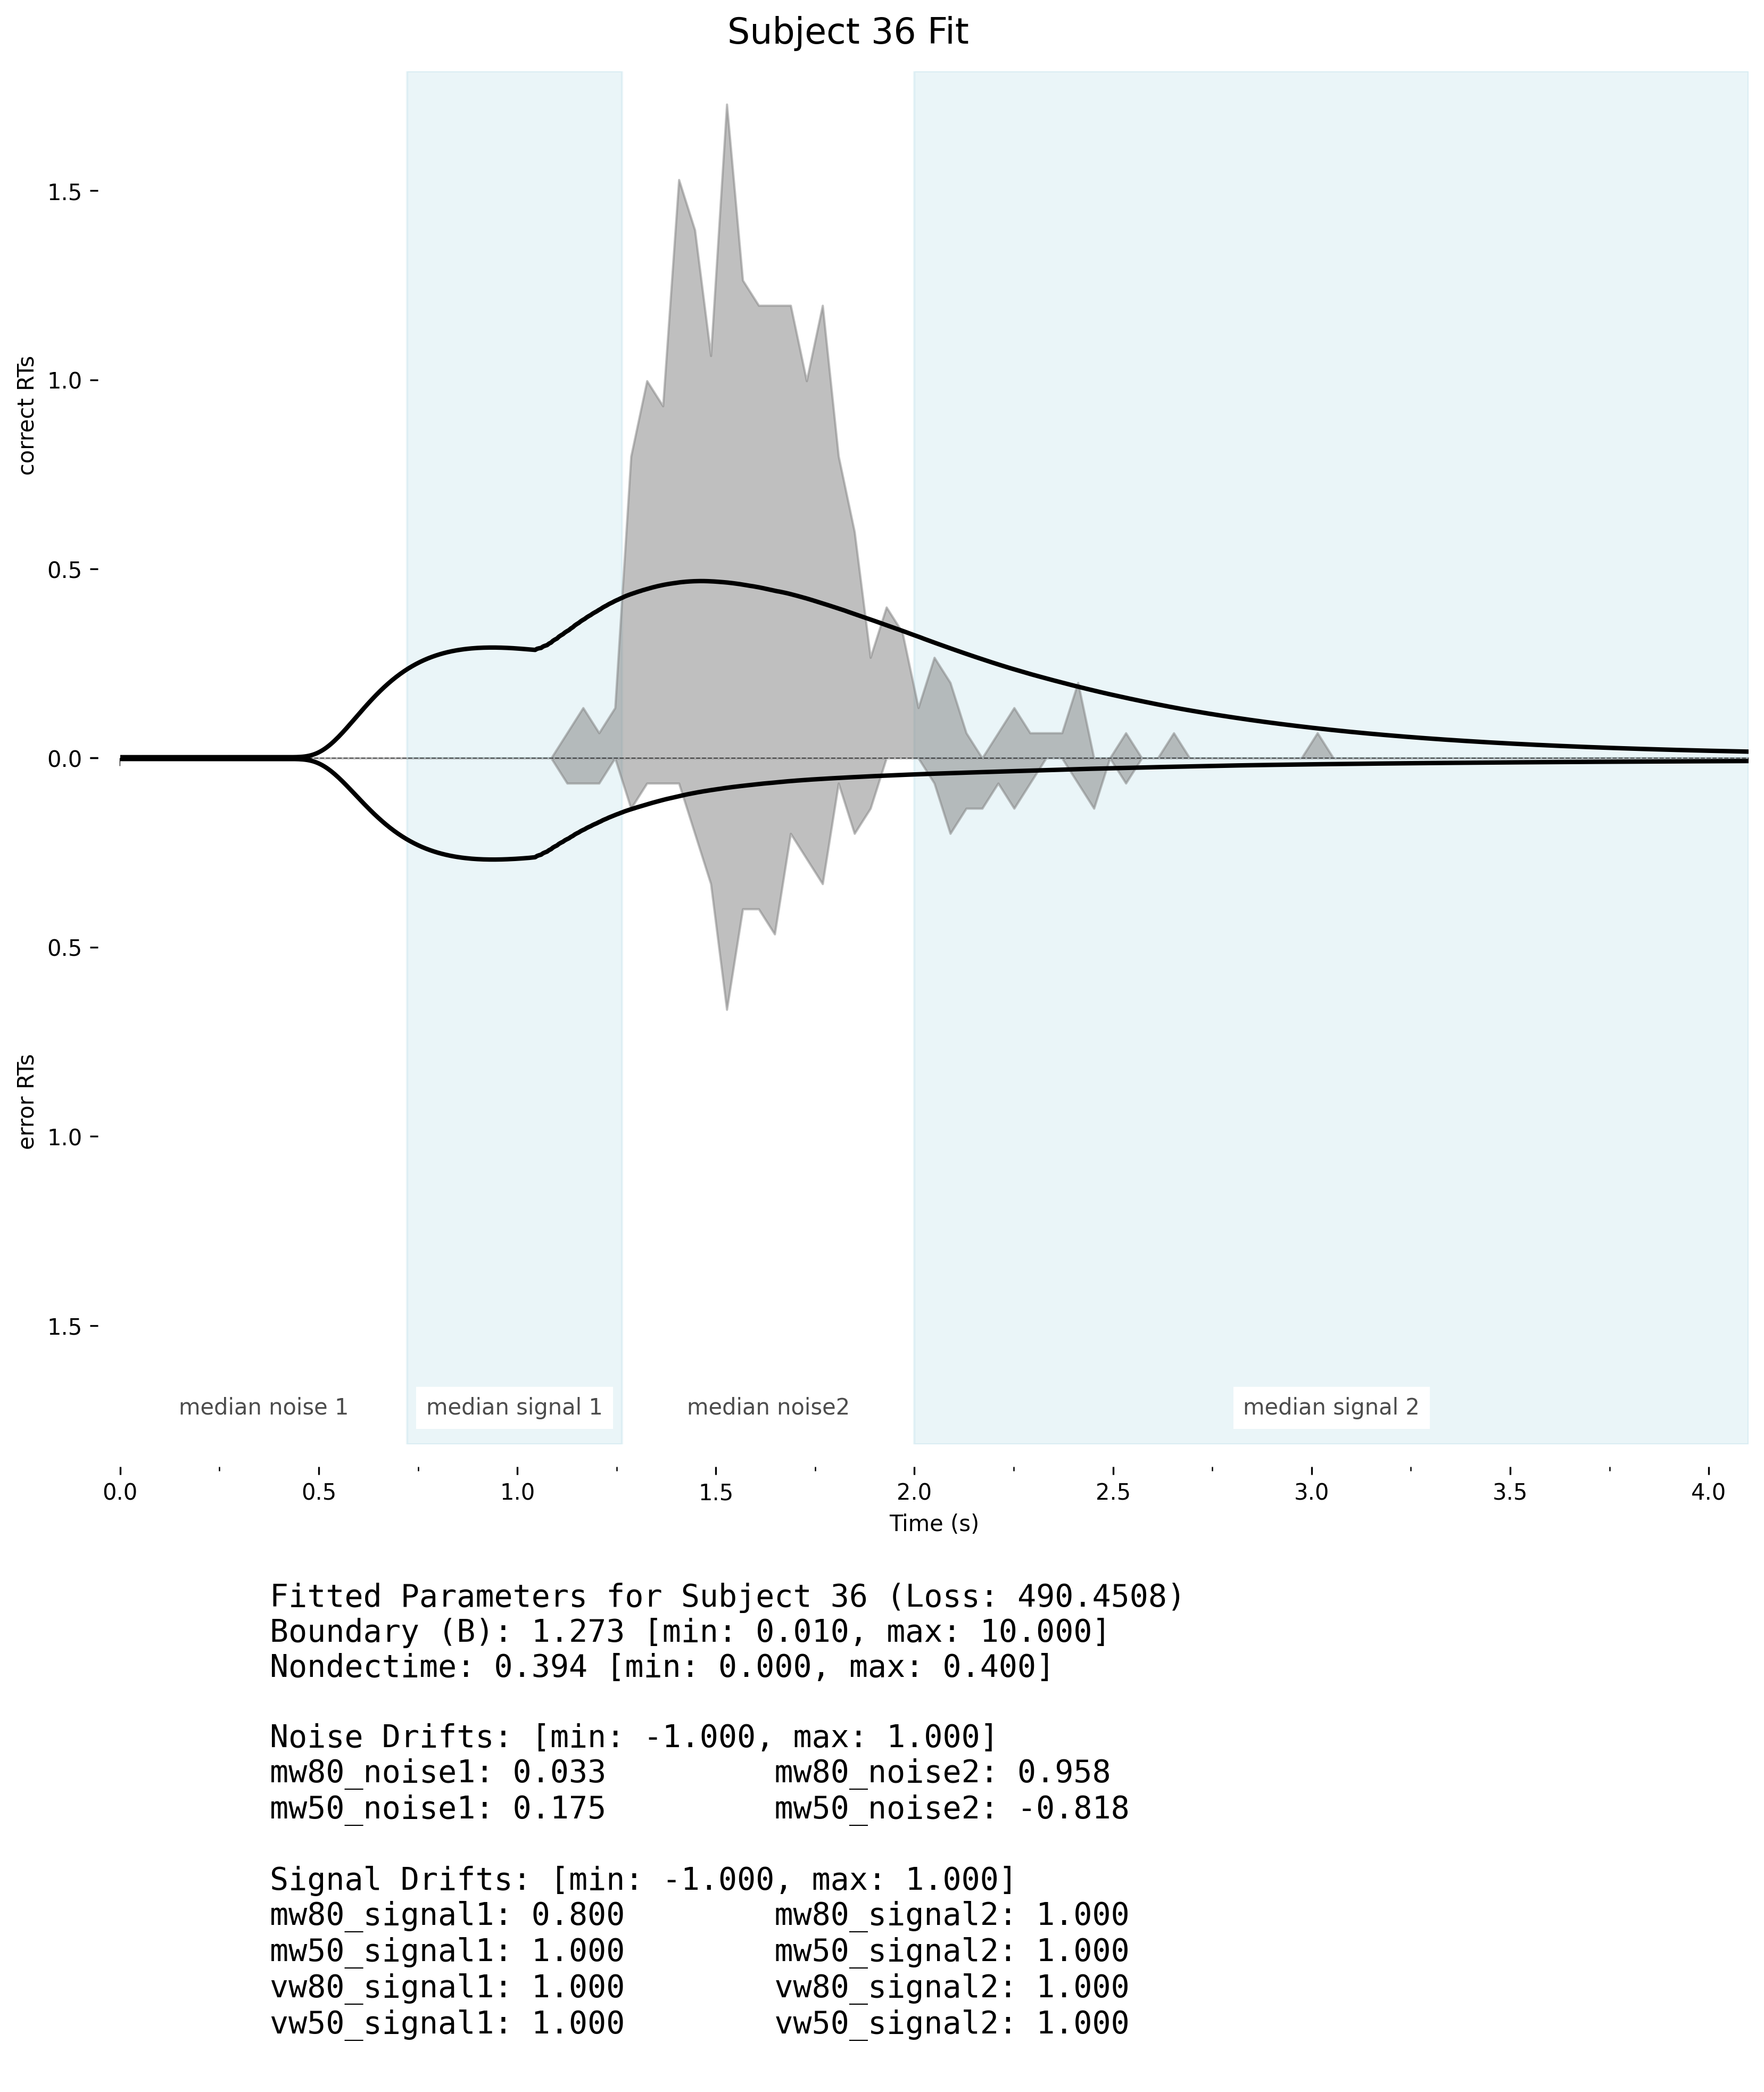 Subject 36 Fit
1.5
1.0
0.5
0.0
0.5
1.0
1.5
correct RTs
error RTs
median noise 1 median signal 1 median noise2 median signal 2
0.0 0.5 1.0 1.5 2.0 2.5 3.0 3.5 4.0
Time (s)
Fitted Parameters for Subject 36 (Loss: 490.4508)
Boundary (B): 1.273 [min: 0.010, max: 10.000]
Nondectime: 0.394 [min: 0.000, max: 0.400]
Noise Drifts: [min: -1.000, max: 1.000]
mw80_noise1: 0.033 mw80_noise2: 0.958
mw50_noise1: 0.175 mw50_noise2: -0.818
Signal Drifts: [min: -1.000, max: 1.000]
mw80_signal1: 0.800 mw80_signal2: 1.000
mw50_signal1: 1.000 mw50_signal2: 1.000
vw80_signal1: 1.000 vw80_signal2: 1.000
vw50_signal1: 1.000 vw50_signal2: 1.000